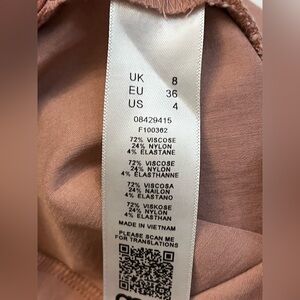 UK 8
EU 36
US 4
08429415
F100362
72% VISCOSE
24% NYLON
4% ELASTANE
72% VISCOSE
24% NYLON
4% ELASTHANNE
72% VISCOSA
24% NAILON
4% ELASTANO
72% VISKOSE
24% NYLON
4% ELASTHAN
MADE IN VIETNAM
PLEASE SCAN ME
FOR TRANSLATIONS